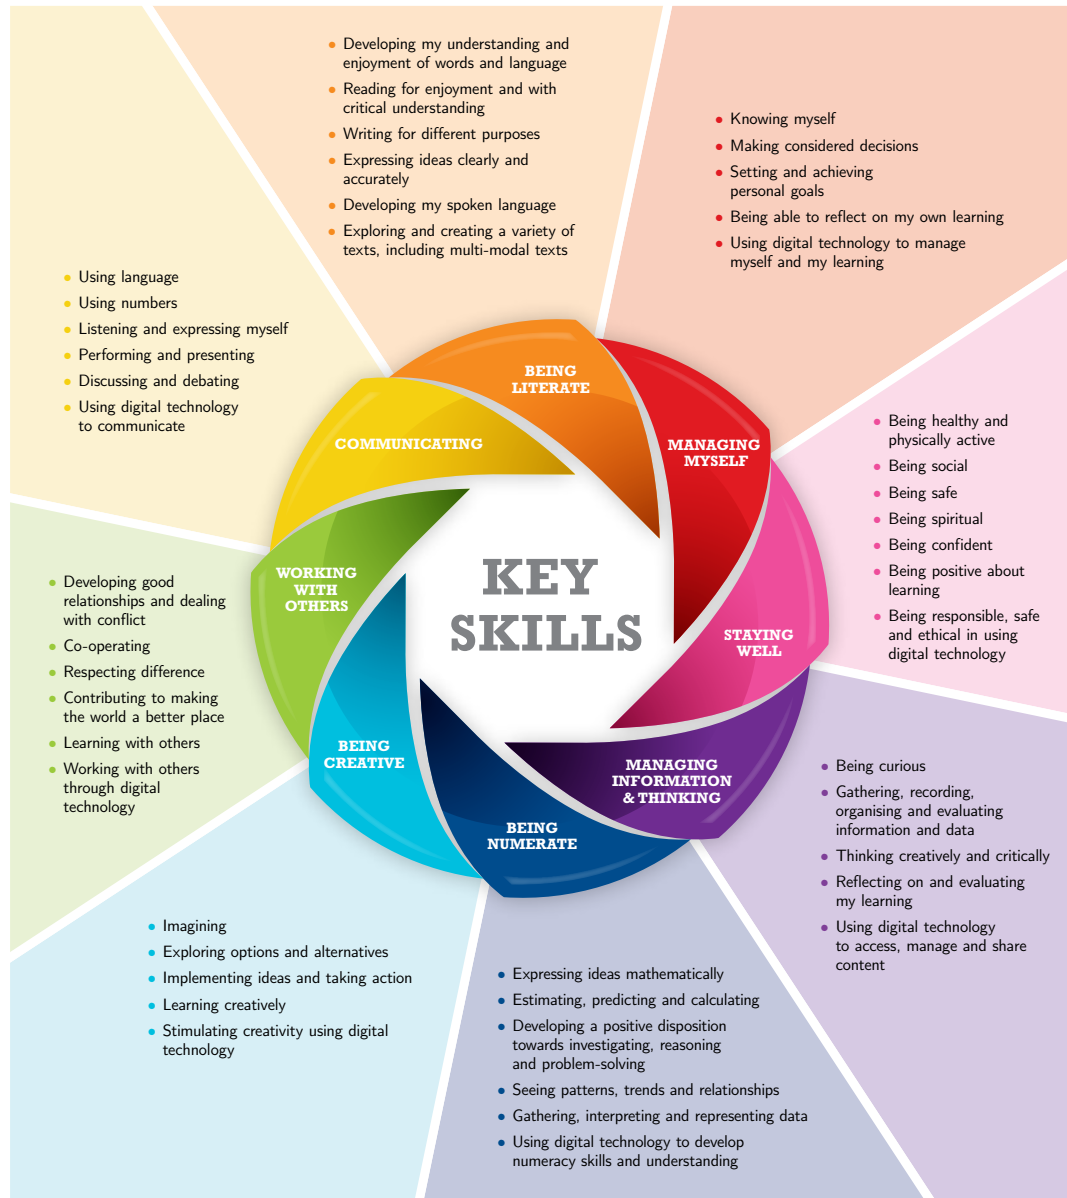 • Developing my understanding and
enjoyment of words and language
• Reading for enjoyment and with
critical understanding
• Writing for different purposes
• Expressing ideas clearly and
accurately
• Developing my spoken language
• Exploring and creating a variety of
texts, including multi-modal texts
• Knowing myself
• Making considered decisions
• Setting and achieving
personal goals
• Being able to reflect on my own learning
• Using digital technology to manage
myself and my learning
• Using language
• Using numbers
• Listening and expressing myself
• Performing and presenting
• Discussing and debating
• Using digital technology
to communicate
• Being healthy and
physically active
• Being social
• Being safe
• Being spiritual
• Being confident
• Being positive about
learning
• Being responsible, safe
and ethical in using
digital technology
BEING
LITERATE
MANAGING
MYSELF
COMMUNICATING
KEY
SKILLS
WORKING
WITH
OTHERS
STAYING
WELL
BEING
CREATIVE
MANAGING
INFORMATION
& THINKING
BEING
NUMERATE
• Developing good
relationships and dealing
with conflict
• Co-operating
• Respecting difference
• Contributing to making
the world a better place
• Learning with others
• Working with others
through digital
technology
• Being curious
• Gathering, recording,
organising and evaluating
information and data
• Thinking creatively and critically
• Reflecting on and evaluating
my learning
• Using digital technology
to access, manage and share
content
• Imagining
• Exploring options and alternatives
• Implementing ideas and taking action
• Learning creatively
• Stimulating creativity using digital
technology
• Expressing ideas mathematically
• Estimating, predicting and calculating
• Developing a positive disposition
towards investigating, reasoning
and problem-solving
• Seeing patterns, trends and relationships
• Gathering, interpreting and representing data
• Using digital technology to develop
numeracy skills and understanding